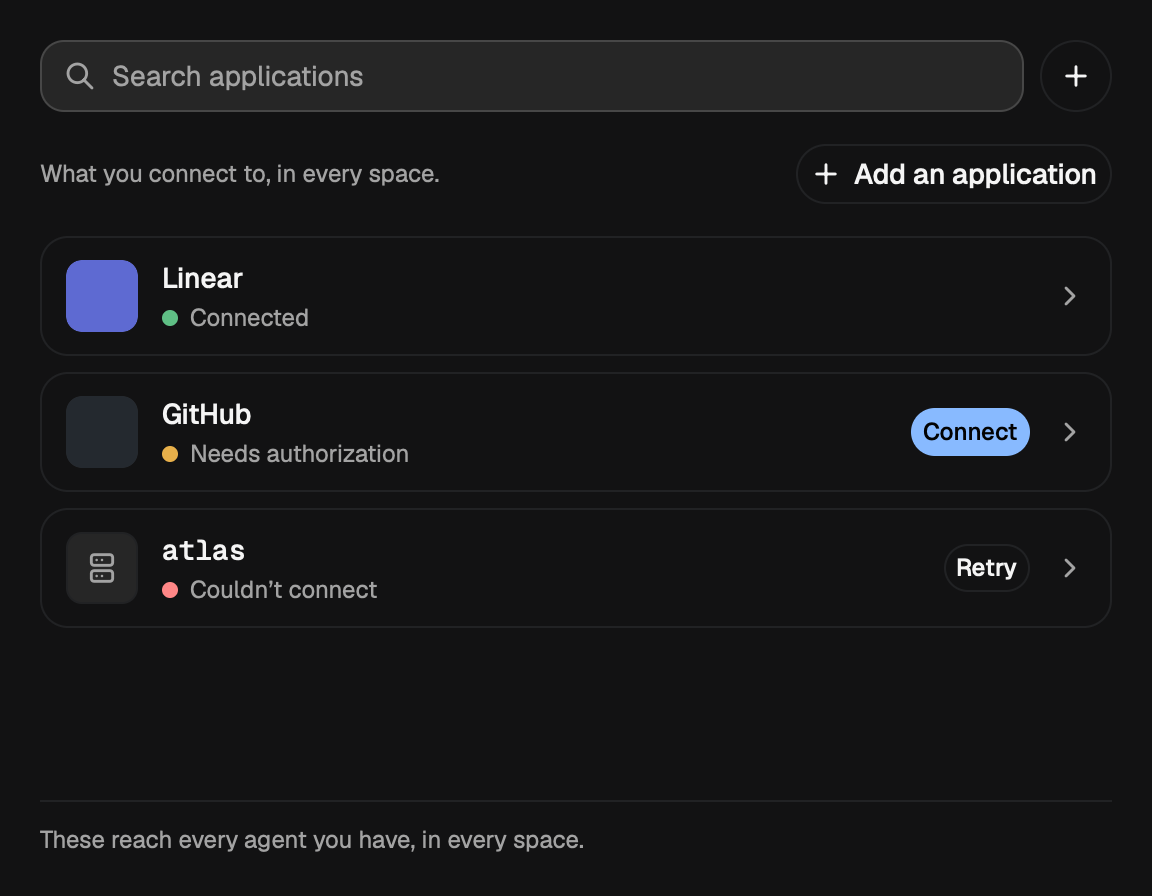 Search applications
What you connect to, in every space.
Add an application
Linear
Connected
GitHub
Needs authorization
Connect
atlas
Couldn’t connect
Retry
These reach every agent you have, in every space.